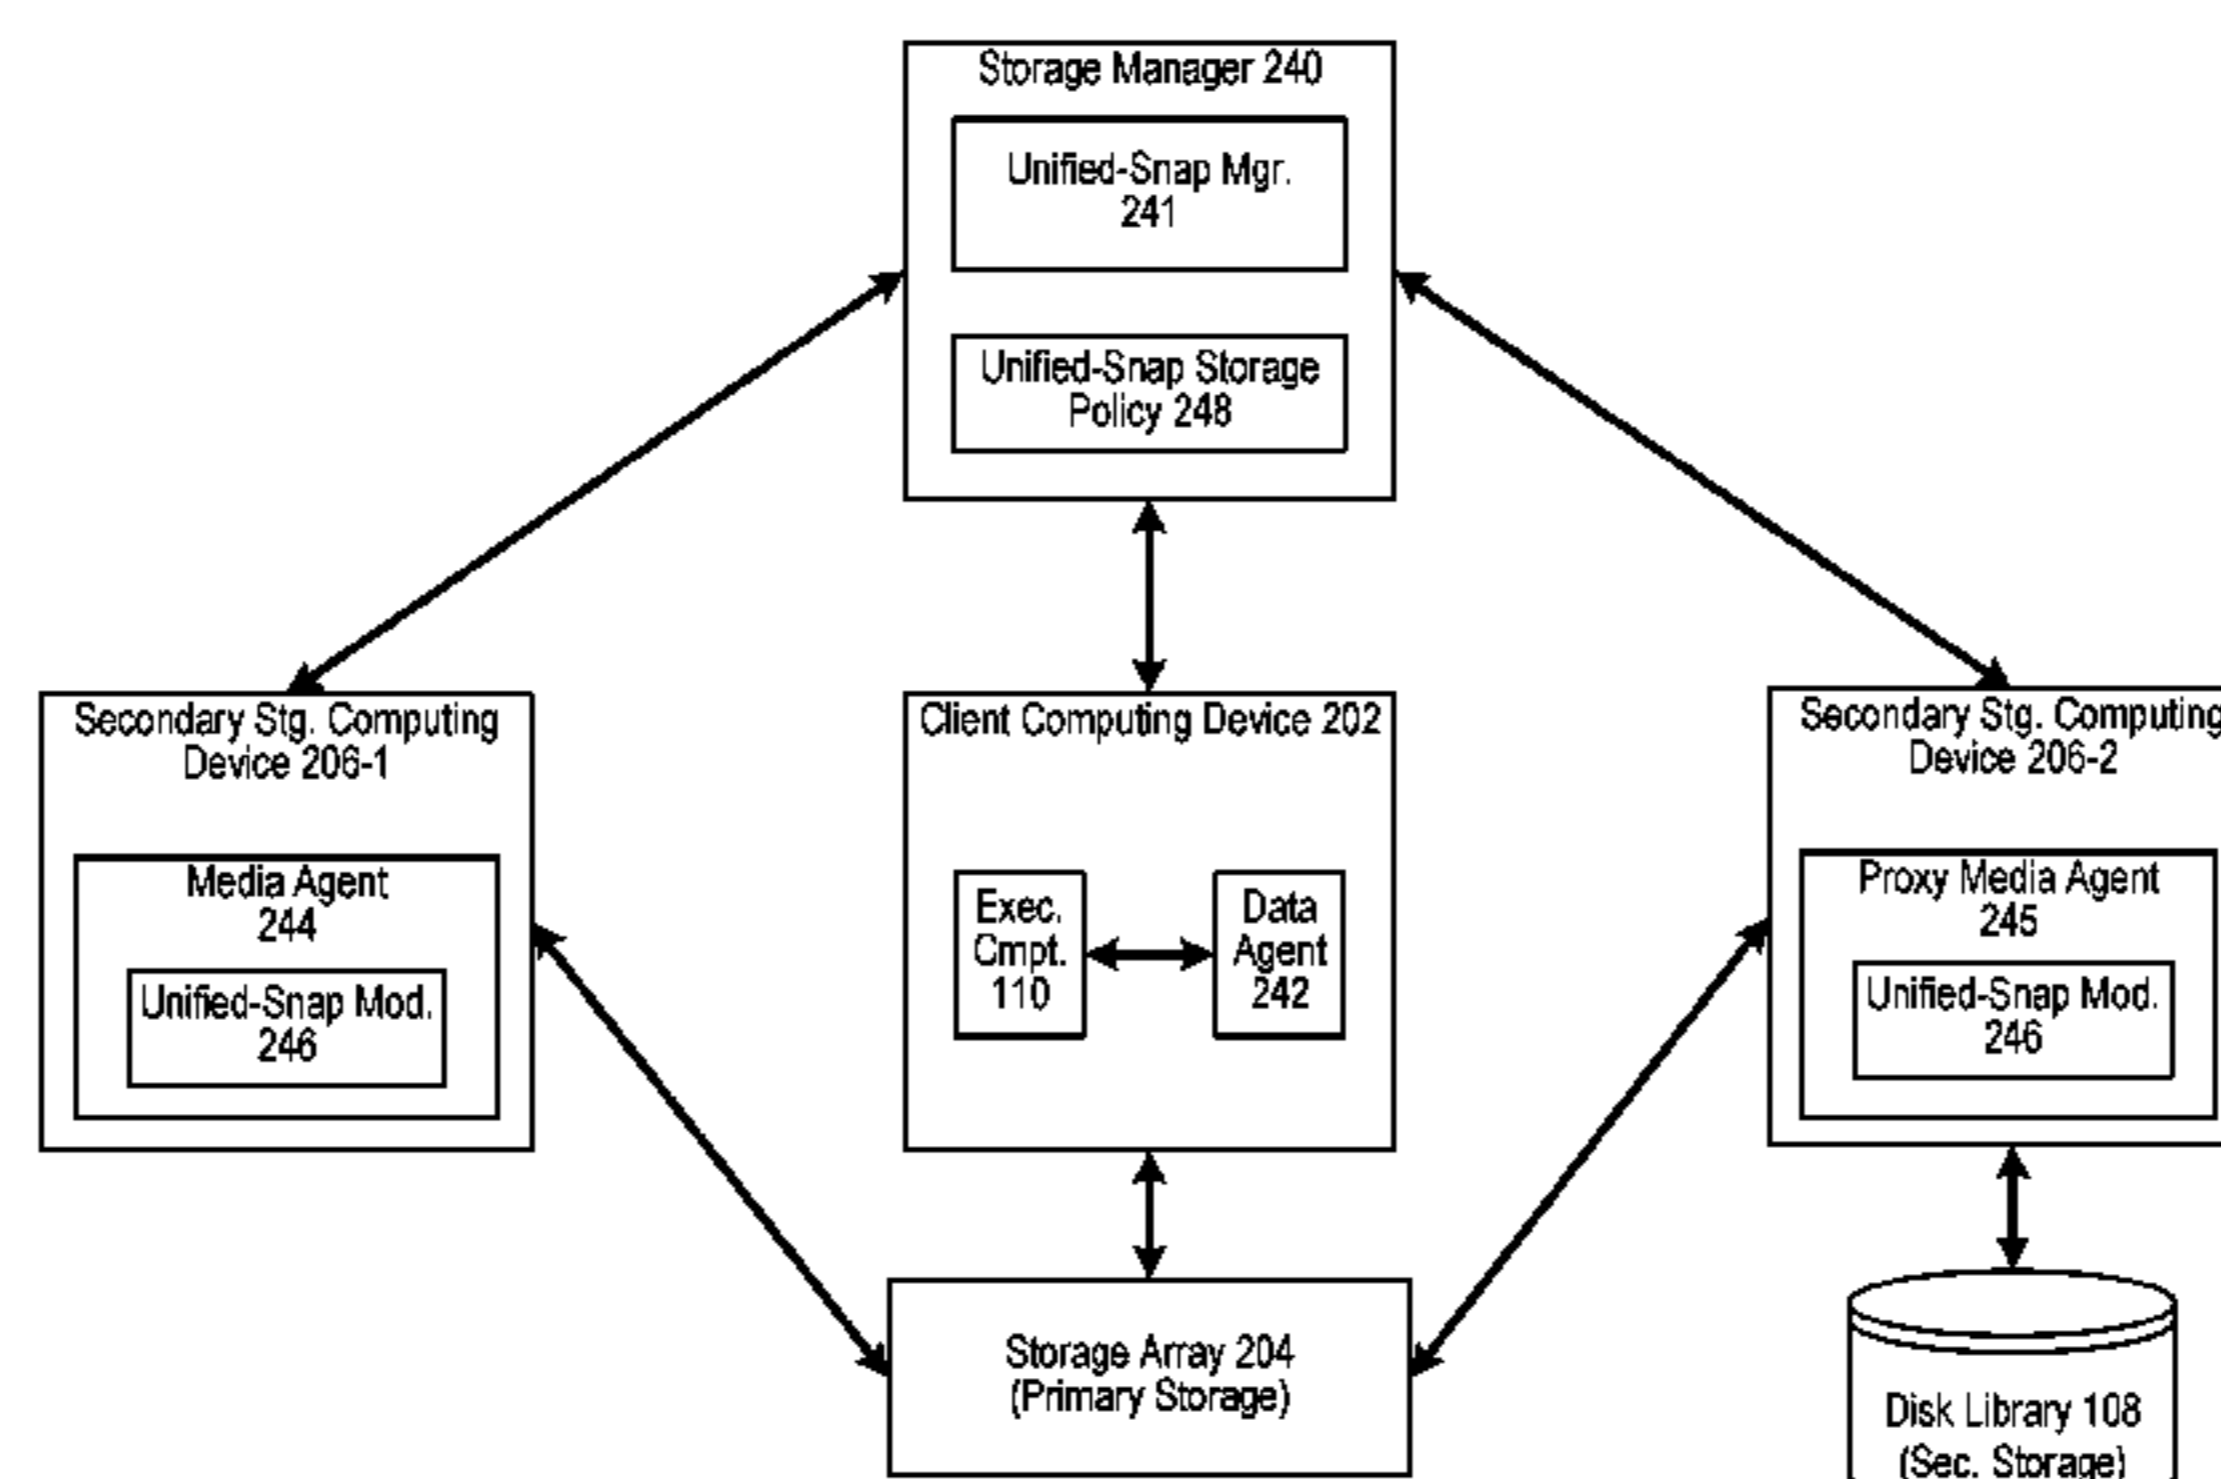 Storage Manager 240
Unified-Snap Mgr.
241
Unified-Snap Storage
Policy 248
Secondary Stg. Computing
Device 206-1
Media Agent
244
Unified-Snap Mod.
246
Client Computing Device 202
Exec.
Cmpt.
110
Data
Agent
242
Secondary Stg. Computing
Device 206-2
Proxy Media Agent
245
Unified-Snap Mod.
246
Storage Array 204
(Primary Storage)
Disk Library 108
(Sec. Storage)